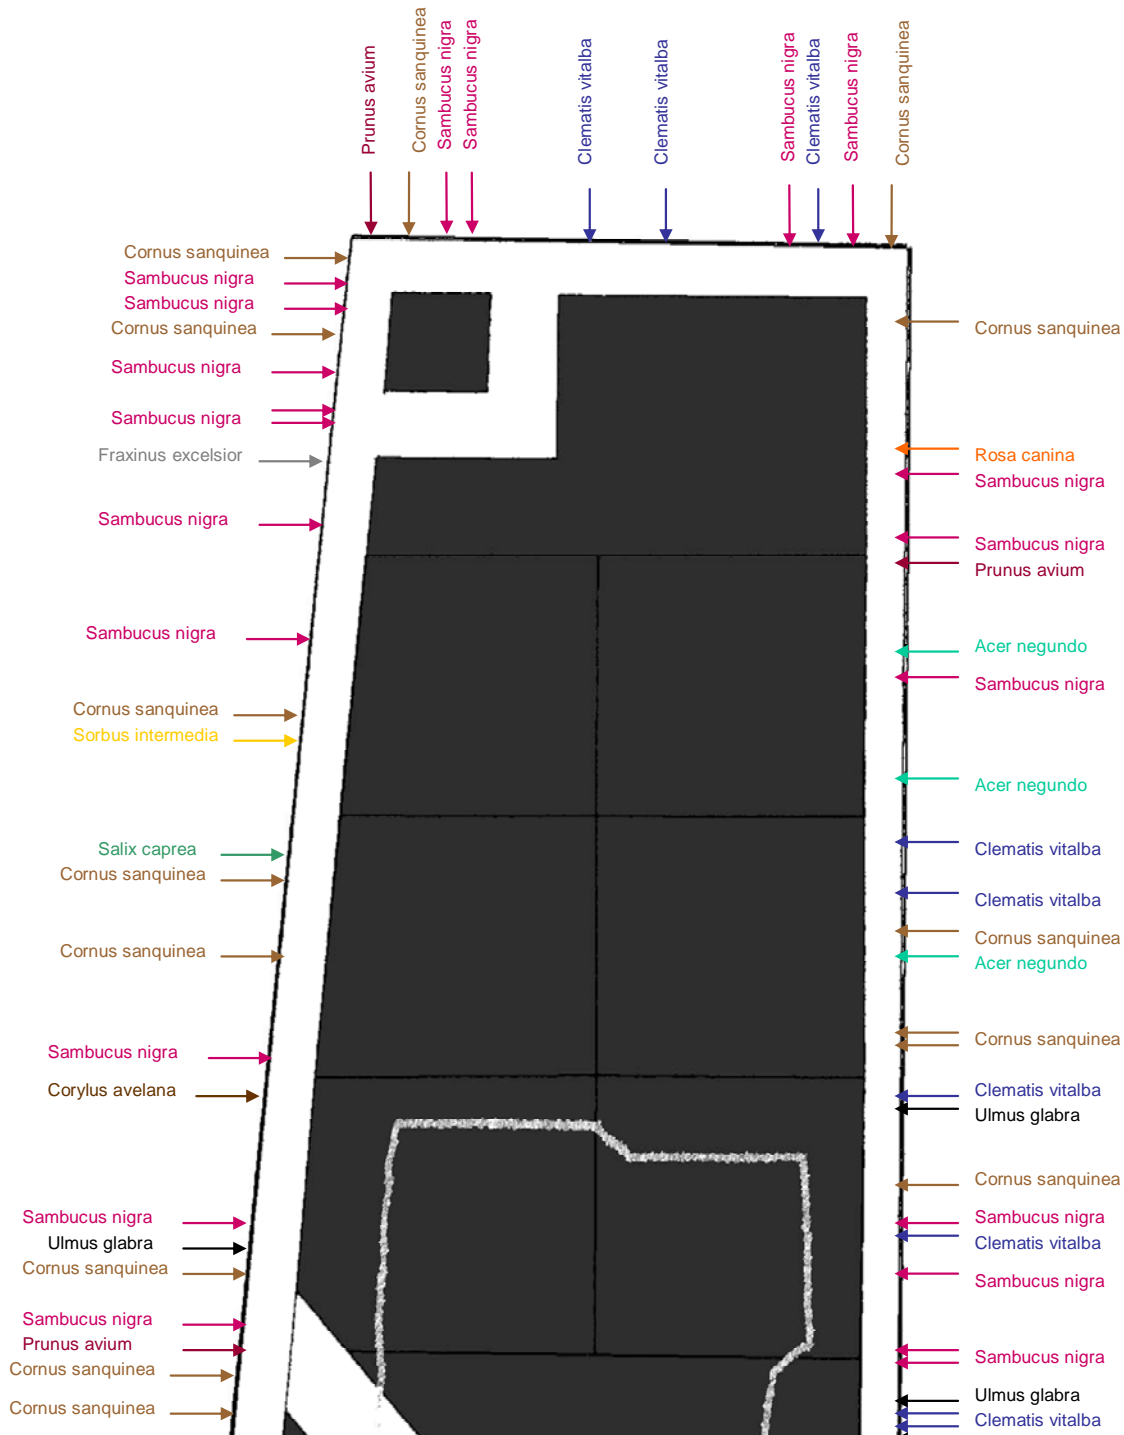 Prunus avium
Cornus sanquinea
Sambucus nigra
Sambucus nigra
Clematis vitalba
Clematis vitalba
Sambucus nigra
Clematis vitalba
Sambucus nigra
Cornus sanquinea
Cornus sanquinea
Sambucus nigra
Sambucus nigra
Cornus sanquinea
Sambucus nigra
Sambucus nigra
Fraxinus excelsior
Sambucus nigra
Sambucus nigra
Cornus sanquinea
Sorbus intermedia
Salix caprea
Cornus sanquinea
Cornus sanquinea
Sambucus nigra
Corylus avelana
Sambucus nigra
Ulmus glabra
Cornus sanquinea
Sambucus nigra
Prunus avium
Cornus sanquinea
Cornus sanquinea
Cornus sanquinea
Rosa canina
Sambucus nigra
Sambucus nigra
Prunus avium
Acer negundo
Sambucus nigra
Acer negundo
Clematis vitalba
Clematis vitalba
Cornus sanquinea
Acer negundo
Cornus sanquinea
Clematis vitalba
Ulmus glabra
Cornus sanquinea
Sambucus nigra
Clematis vitalba
Sambucus nigra
Sambucus nigra
Ulmus glabra
Clematis vitalba